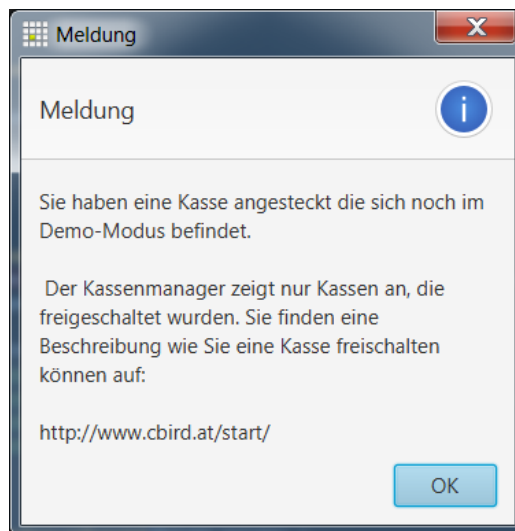 Meldung
Meldung
Sie haben eine Kasse angesteckt die sich noch im
Demo-Modus befindet.
Der Kassenmanager zeigt nur Kassen an, die
freigeschaltet wurden. Sie finden eine
Beschreibung wie Sie eine Kasse freischalten
können auf:
http://www.cbird.at/start/
OK